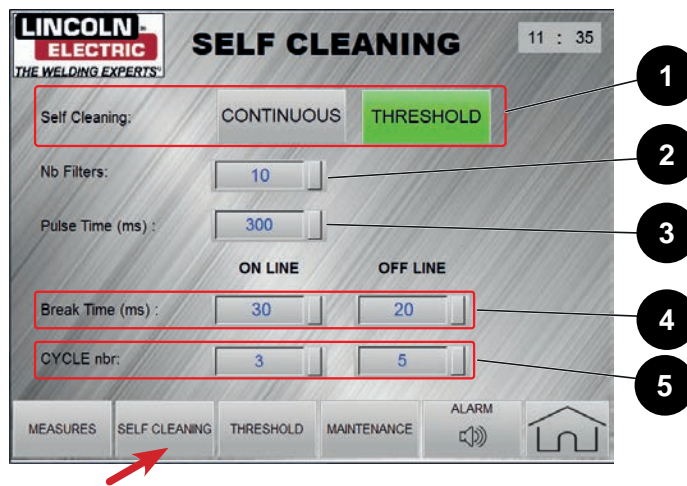 LINCOLN
ELECTRIC
THE WELDING EXPERTS®
SELF CLEANING
11 : 35
1
Self Cleaning:
CONTINUOUS
THRESHOLD
2
Nb Filters:
10
3
Pulse Time (ms) :
300
ON LINE
OFF LINE
4
Break Time (ms) :
30
20
CYCLE nbr:
3
5
5
MEASURES
SELF CLEANING
THRESHOLD
MAINTENANCE
ALARM